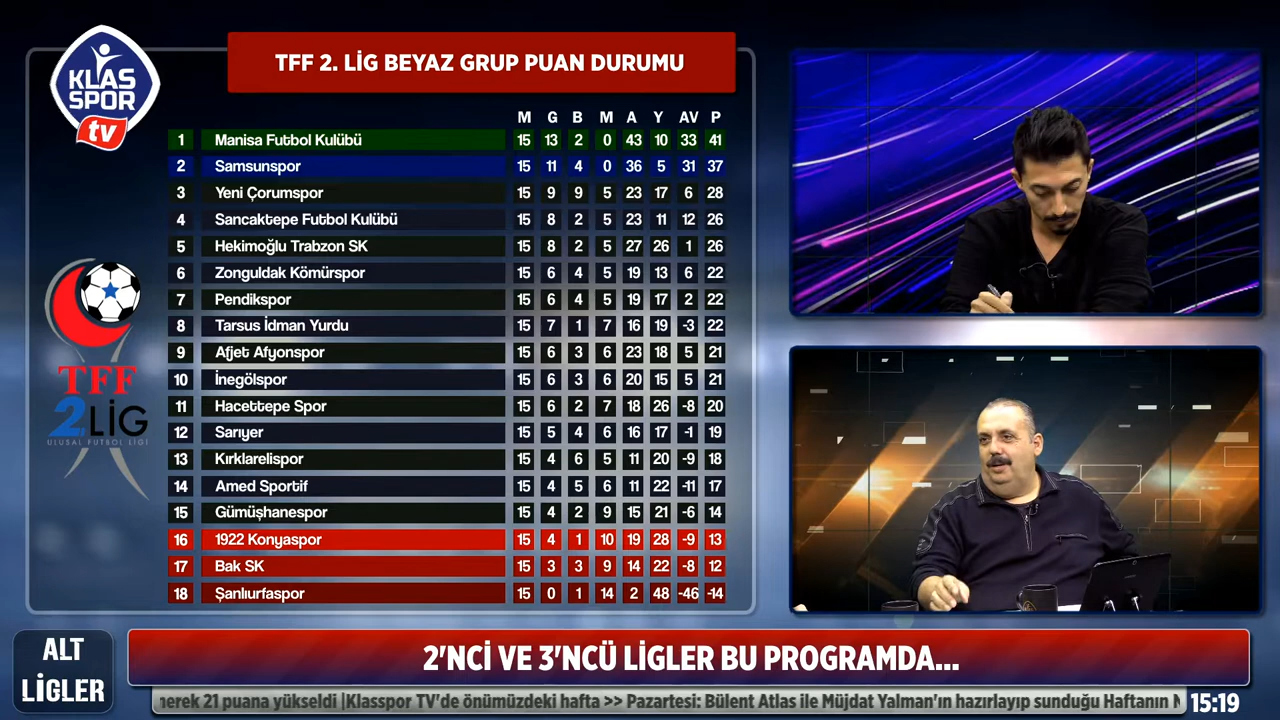 KLAS
SPOR
tv
TFF 2. LİG BEYAZ GRUP PUAN DURUMU
M G B M A Y AV P
1 Manisa Futbol Kulübü 15 13 2 0 43 10 33 41
2 Samsunspor 15 11 4 0 36 5 31 37
3 Yeni Çorumspor 15 9 9 5 23 17 6 28
4 Sancaktepe Futbol Kulübü 15 8 2 5 23 11 12 26
5 Hekimoğlu Trabzon SK 15 8 2 5 27 26 1 26
6 Zonguldak Kömürspor 15 6 4 5 19 13 6 22
7 Pendikspor 15 6 4 5 19 17 2 22
8 Tarsus İdman Yurdu 15 7 1 7 16 19 -3 22
9 Afjet Afyonspor 15 6 3 6 23 18 5 21
10 İnegölspor 15 6 3 6 20 15 5 21
11 Hacettepe Spor 15 6 2 7 18 26 -8 20
12 Sarıyer 15 5 4 6 16 17 -1 19
13 Kırklarelispor 15 4 6 5 11 20 -9 18
14 Amed Sportif 15 4 5 6 11 22 -11 17
15 Gümüşhanespor 15 4 2 9 15 21 -6 14
16 1922 Konyaspor 15 4 1 10 19 28 -9 13
17 Bak SK 15 3 3 9 14 22 -8 12
18 Şanlıurfaspor 15 0 1 14 2 48 -46 -14
TFF
2.LİG
ULUSAL FUTBOL LİGİ
ALT
LİGLER
2'NCİ VE 3'NCÜ LİGLER BU PROGRAMDA...
nerek 21 puana yükseldi |Klasspor TV'de önümüzdeki hafta >> Pazartesi: Bülent Atlas ile Müjdat Yalman'ın hazırlayıp sunduğu Haftanın
15:19